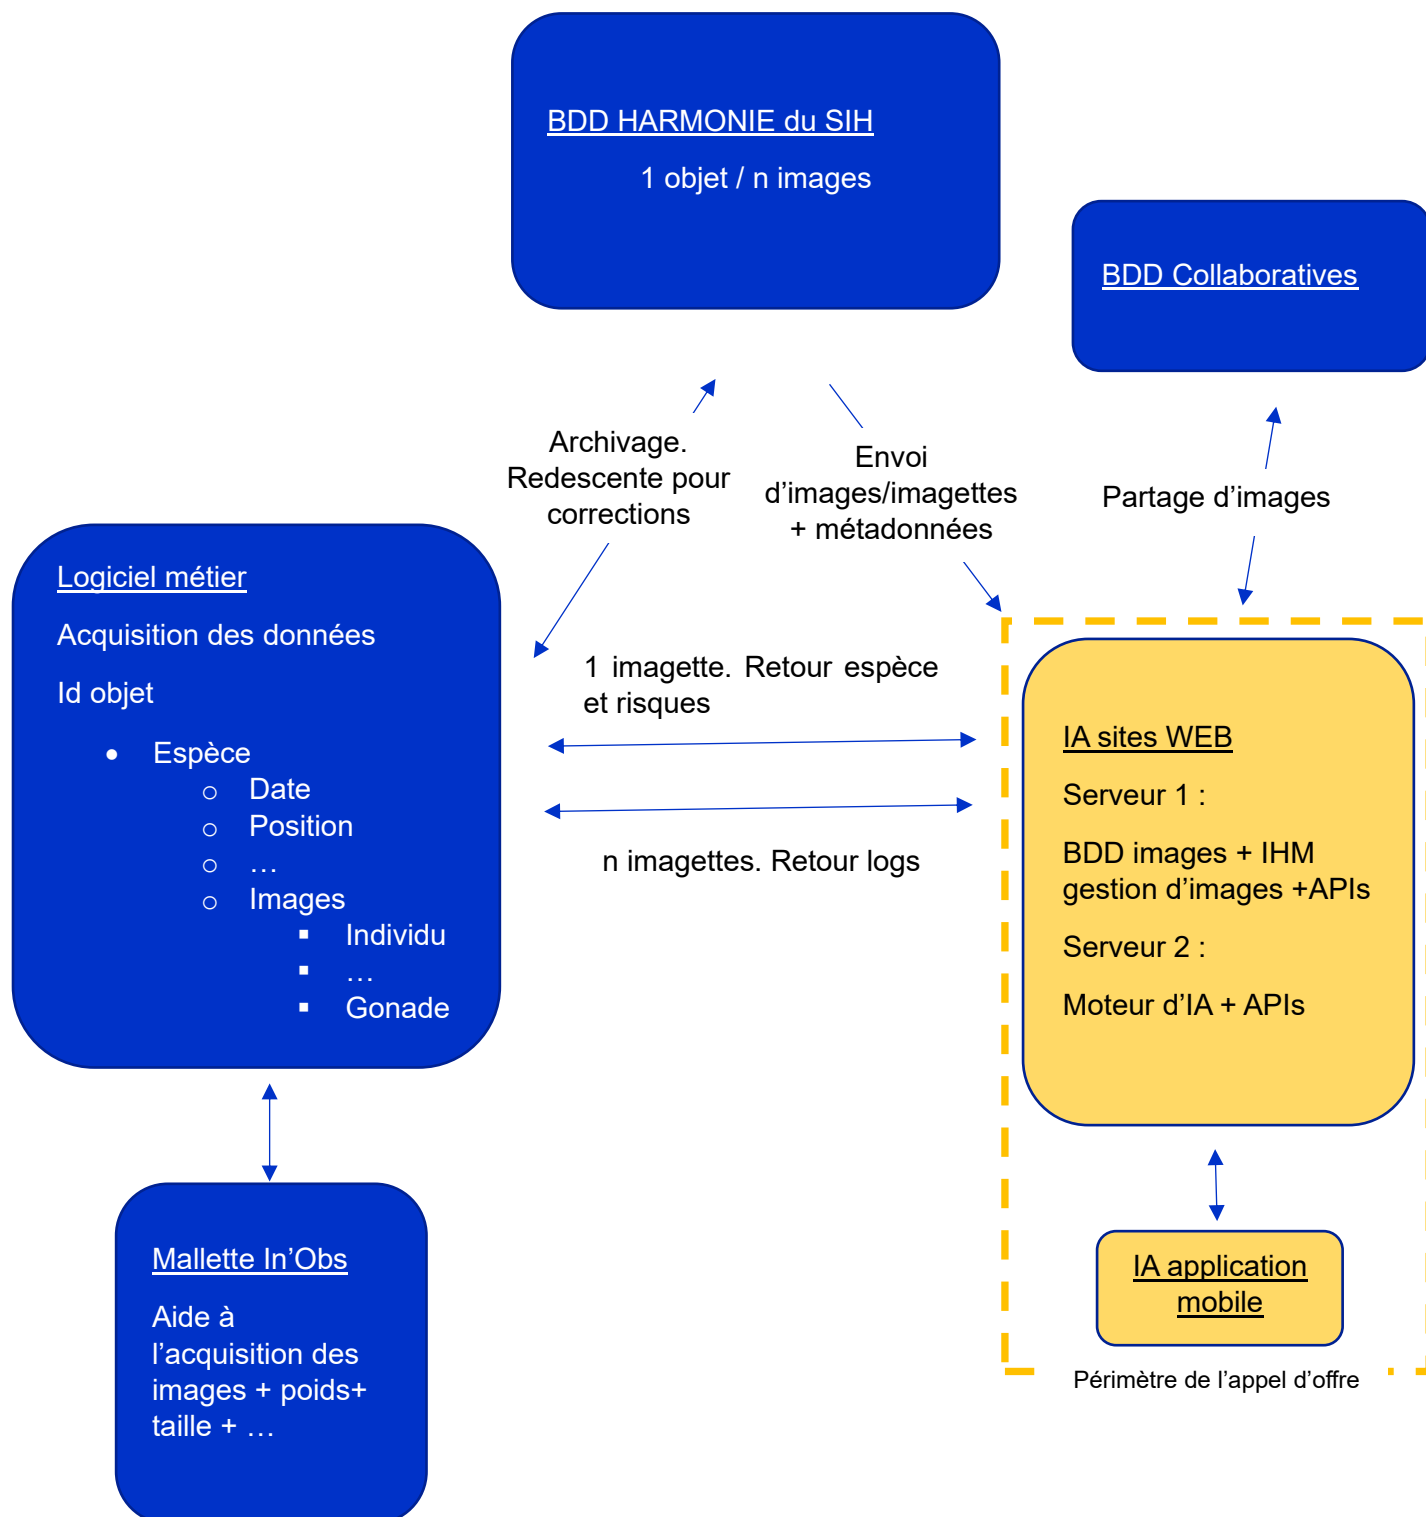 BDD HARMONIE du SIH
1 objet / n images
BDD Collaboratives
Archivage.
Redescente pour
corrections
Envoi
d’images/imagettes
+ métadonnées
Partage d’images
Logiciel métier
Acquisition des données
Id objet
• Espèce
o Date
o Position
o …
o Images
▪ Individu
▪ …
▪ Gonade
1 imagette. Retour espèce
et risques
n imagettes. Retour logs
IA sites WEB
Serveur 1 :
BDD images + IHM
gestion d’images +APIs
Serveur 2 :
Moteur d’IA + APIs
Mallette In’Obs
Aide à
l’acquisition des
images + poids+
taille + …
IA application
mobile
Périmètre de l’appel d’offre